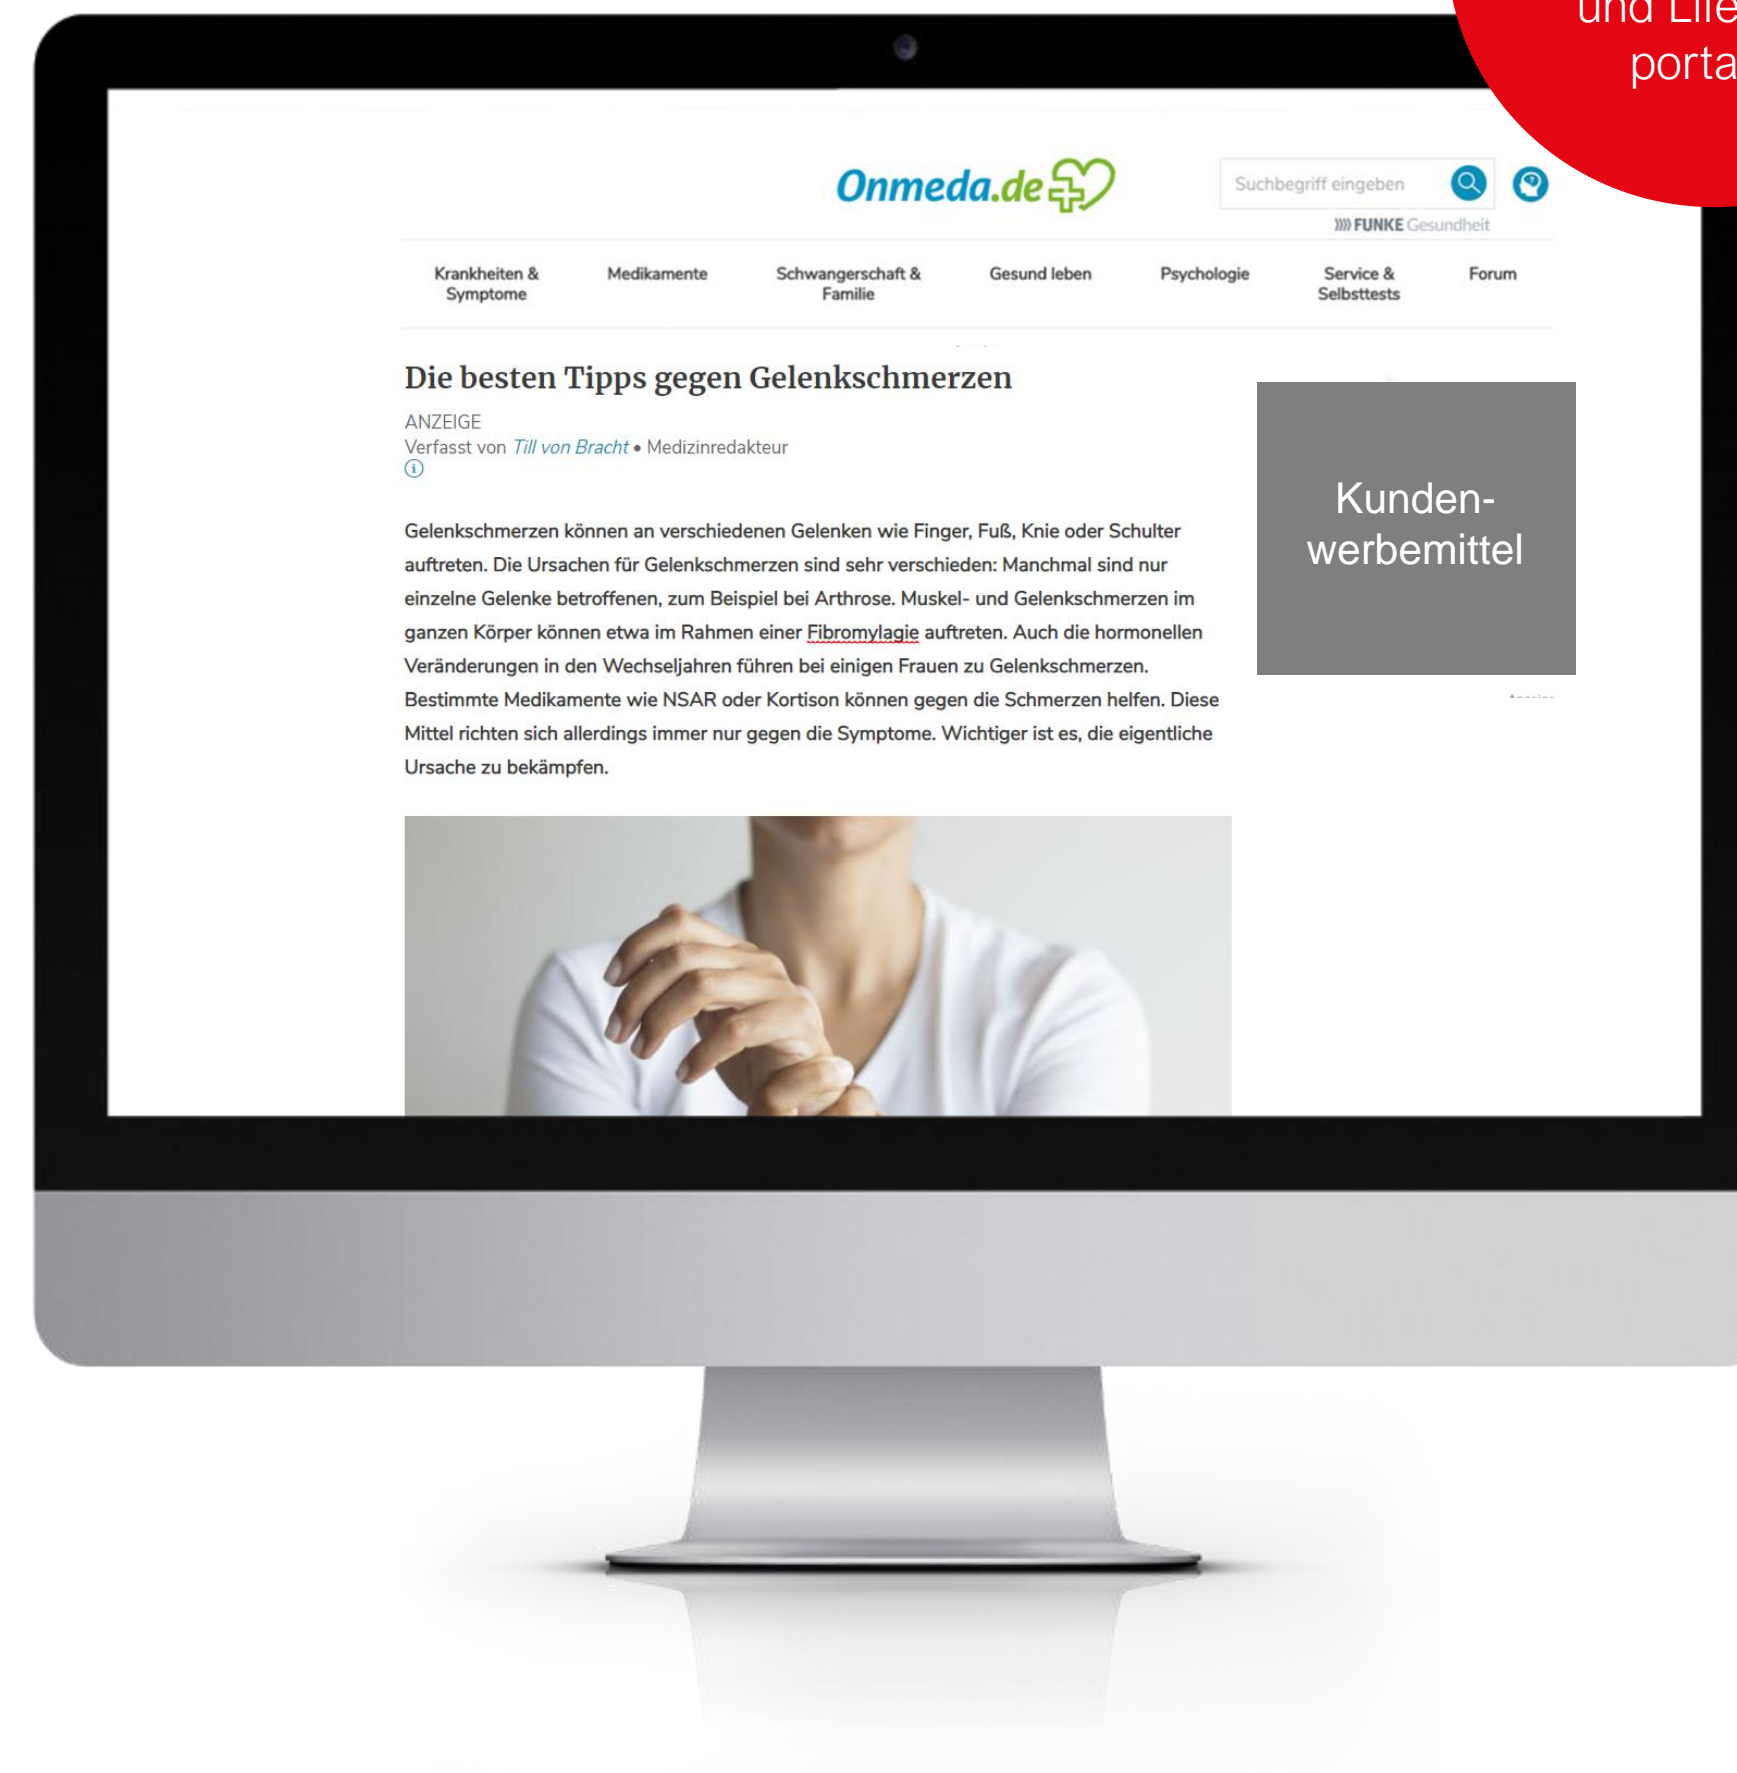 und
Onmeda.de
Suchbegriff eingeben
FUNKE Gesundheit
Krankheiten &
Symptome
Medikamente
Schwangerschaft &
Familie
Gesund leben
Psychologie
Service &
Selbsttests
Forum
Die besten Tipps gegen Gelenkschmerzen
ANZEIGE
Verfasst von Till von Bracht • Medizinredakteur
Kunden-
werbemittel
Gelenkschmerzen können an verschiedenen Gelenken wie Finger, Fuß, Knie oder Schulter
auftreten. Die Ursachen für Gelenkschmerzen sind sehr verschieden: Manchmal sind nur
einzelne Gelenke betroffenen, zum Beispiel bei Arthrose. Muskel- und Gelenkschmerzen im
ganzen Körper können etwa im Rahmen einer Fibromylagie auftreten. Auch die hormonellen
Veränderungen in den Wechseljahren führen bei einigen Frauen zu Gelenkschmerzen.
Bestimmte Medikamente wie NSAR oder Kortison können gegen die Schmerzen helfen. Diese
Mittel richten sich allerdings immer nur gegen die Symptome. Wichtiger ist es, die eigentliche
Ursache zu bekämpfen.